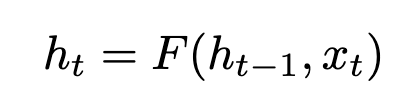 h_t = F(h_{t-1}, x_t)